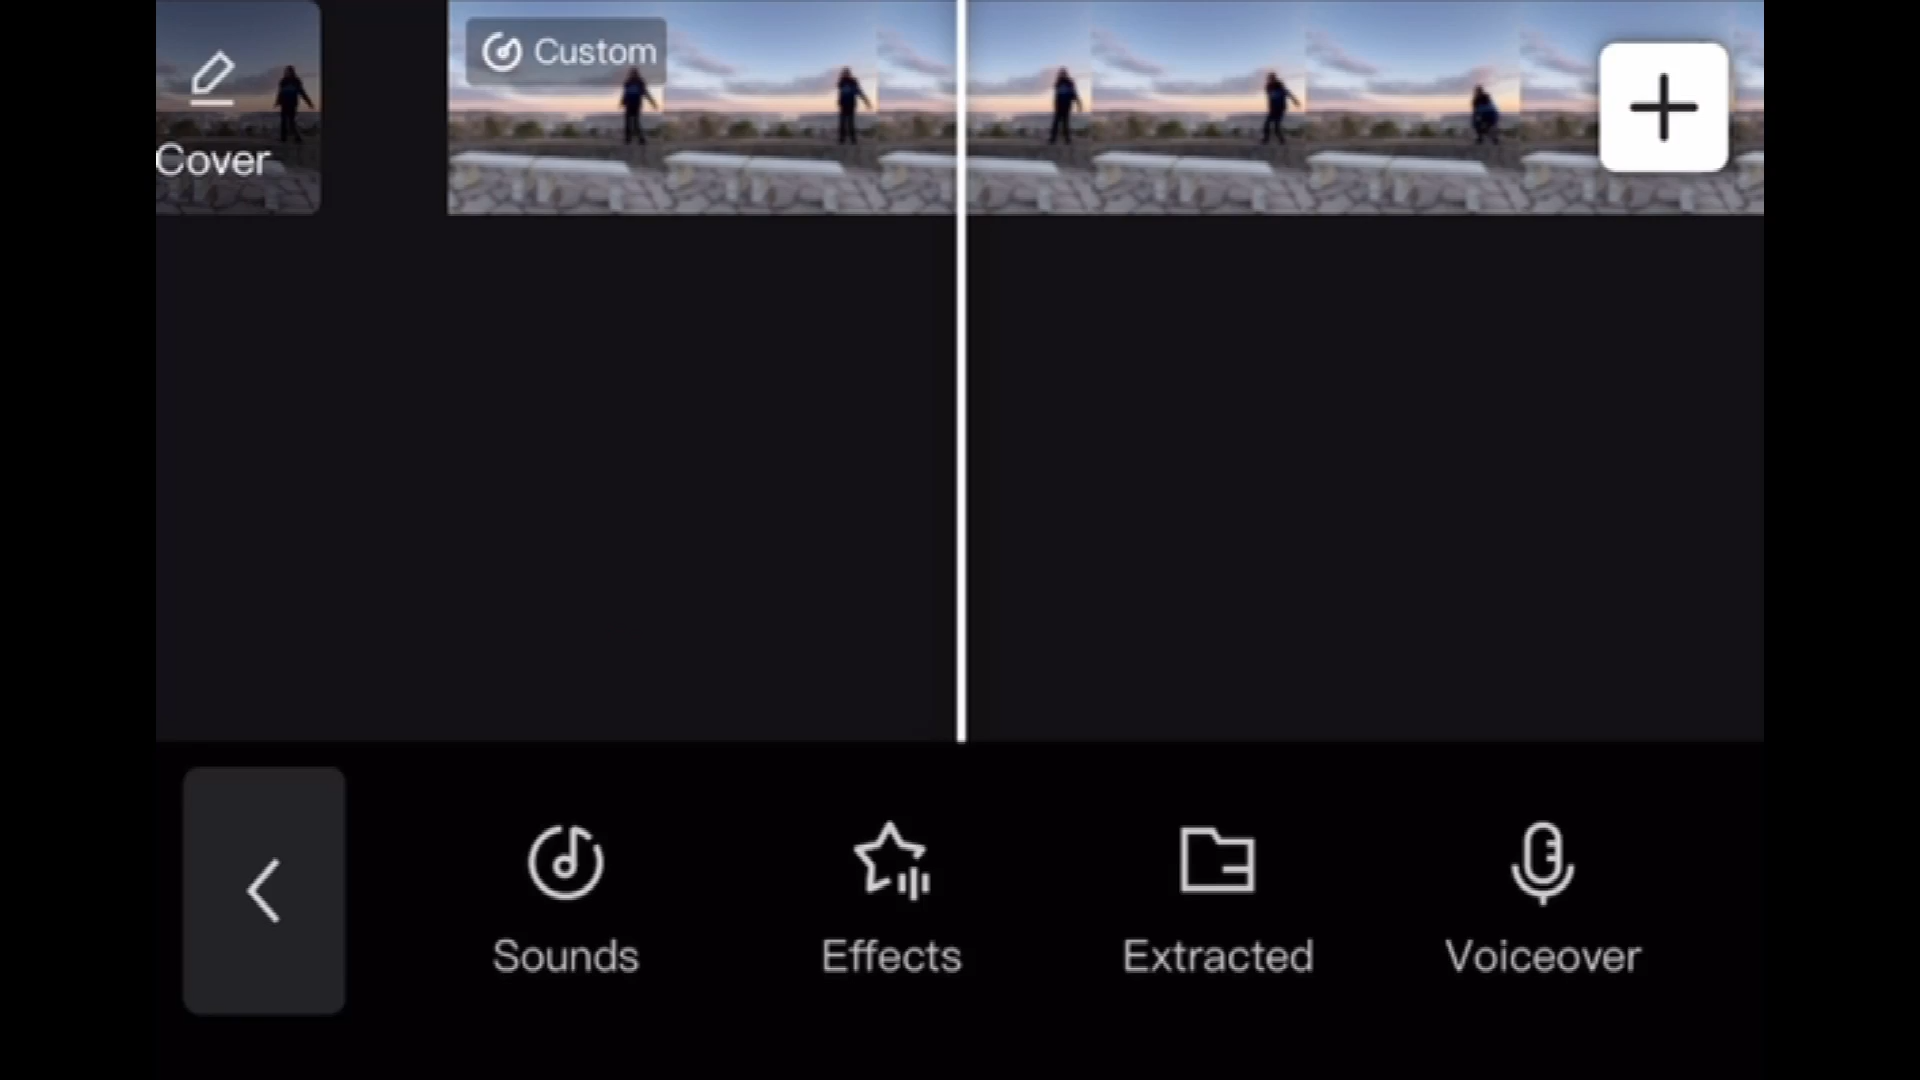 Custom
Cover
Sounds
Effects
Extracted
Voiceover